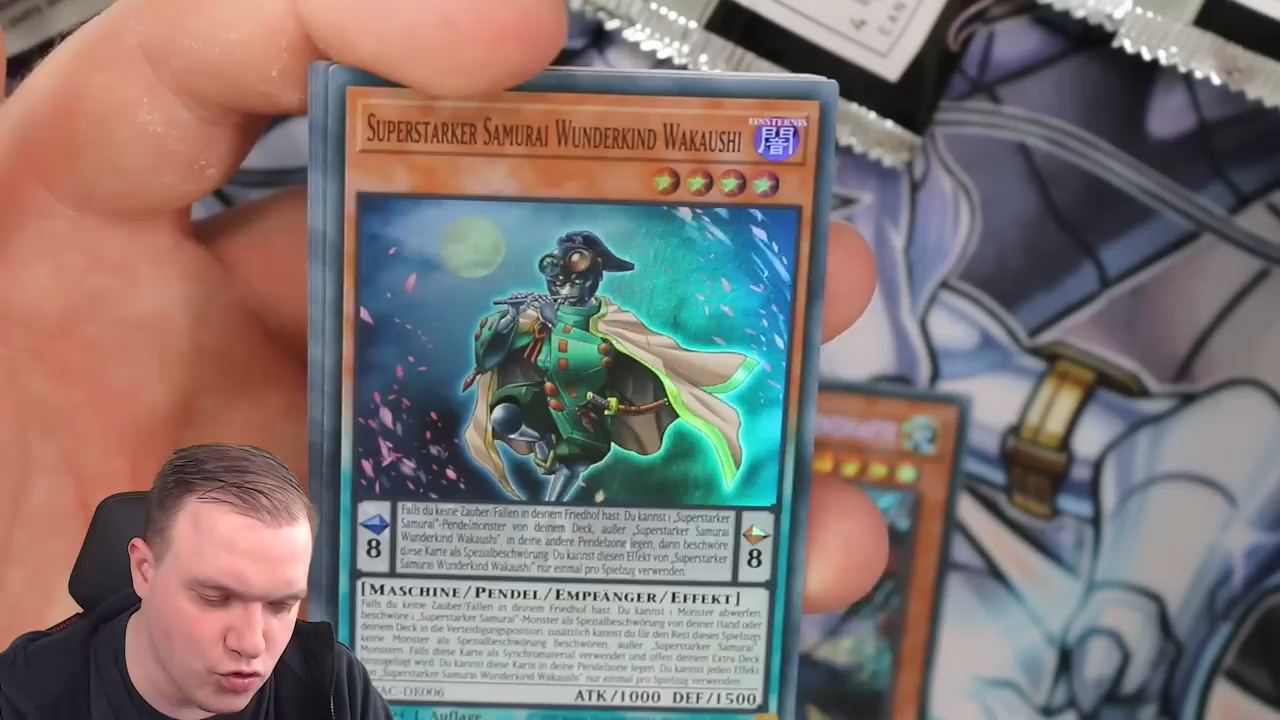 SUPERSTARKER SAMURAI WUNDERKIND WAKAUSHI
FINSTERNIS
闇
Falls du keine Zauber/Fallen in deinem Friedhof hast: Du kannst 1 „Superstarker
Samurai"-Pendelmonster von deinem Deck, außer „Superstarker Samurai
Wunderkind Wakaushi", in deine andere Pendelzone legen, dann beschwöre
diese Karte als Spezialbeschwörung. Du kannst diesen Effekt von „Superstarker
Samurai Wunderkind Wakaushi" nur einmal pro Spielzug verwenden.
8
8
[MASCHINE/PENDEL/EMPFÄNGER/EFFEKT]
Falls du keine Zauber/Fallen in deinem Friedhof hast: Du kannst 1 Monster abwerfen;
beschwöre 1 „Superstarker Samurai"-Monster als Spezialbeschwörung von deiner Hand oder
deinem Deck in die Verteidigungsposition, zusätzlich kannst du für den Rest dieses Spielzugs
keine Monster als Spezialbeschwörung beschwören, außer „Superstarker Samurai"-
Monstern. Falls diese Karte als Synchromaterial verwendet und offen deinem Extra Deck
hinzugefügt wird: Du kannst diese Karte in deine Pendelzone legen. Du kannst jeden Effekt
von „Superstarker Samurai Wunderkind Wakaushi" nur einmal pro Spielzug verwenden.
AC-DE006
ATK/1000 DEF/1500
1. Auflage
4
EAN